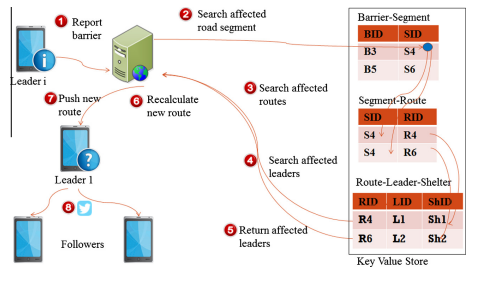 1 Report
barrier
2 Search affected
road segment
Barrier-Segment
BID SID
B3 S4
B5 S6
i
Leader i
3 Search affected
routes
7 Push new
route
6 Recalculate
new route
Segment-Route
SID RID
S4 R4
S4 R6
?
Leader 1
4 Search affected
leaders
Route-Leader-Shelter
RID LID ShID
R4 L1 Sh1
R6 L2 Sh2
8
5 Return affected
leaders
Followers
Key Value Store